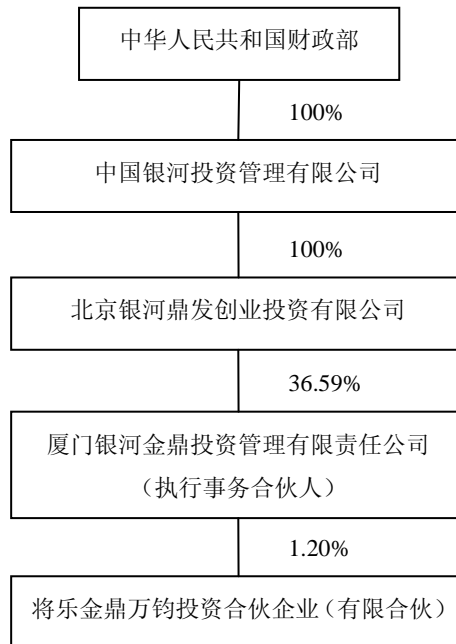 中华人民共和国财政部
100%
中国银河投资管理有限公司
100%
北京银河鼎发创业投资有限公司
36.59%
厦门银河金鼎投资管理有限责任公司
（执行事务合伙人）
1.20%
将乐金鼎万钧投资合伙企业（有限合伙）